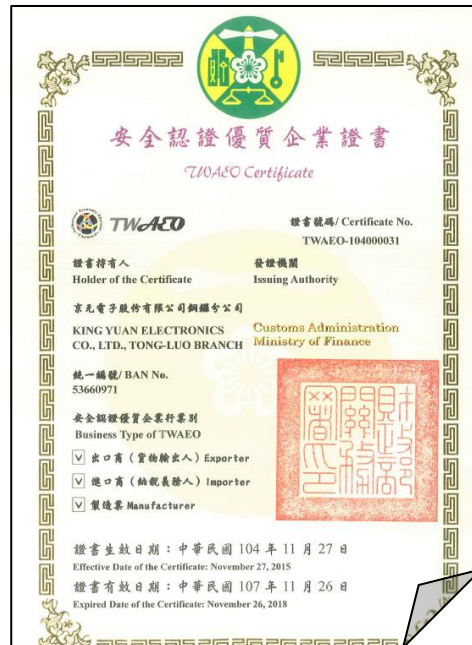 安全認證優質企業證書
TWAEO Certificate
TWAEO
證書號碼/ Certificate No.
TWAEO-104000031
證書持有人
Holder of the Certificate
發證機關
Issuing Authority
京元電子股份有限公司銅鑼分公司
KING YUAN ELECTRONICS
CO., LTD., TONG-LUO BRANCH
Customs Administration
Ministry of Finance
統一編號/ BAN No.
53660971
安全認證優質企業行業別
Business Type of TWAEO
出口商（貨物輸出人）Exporter
進口商（納稅義務人）Importer
製造業 Manufacturer
財政部關務署印
證書生效日期：中華民國 104 年 11 月 27 日
Effective Date of the Certificate: November 27, 2015
證書有效日期：中華民國 107 年 11 月 26 日
Expired Date of the Certificate: November 26, 2018